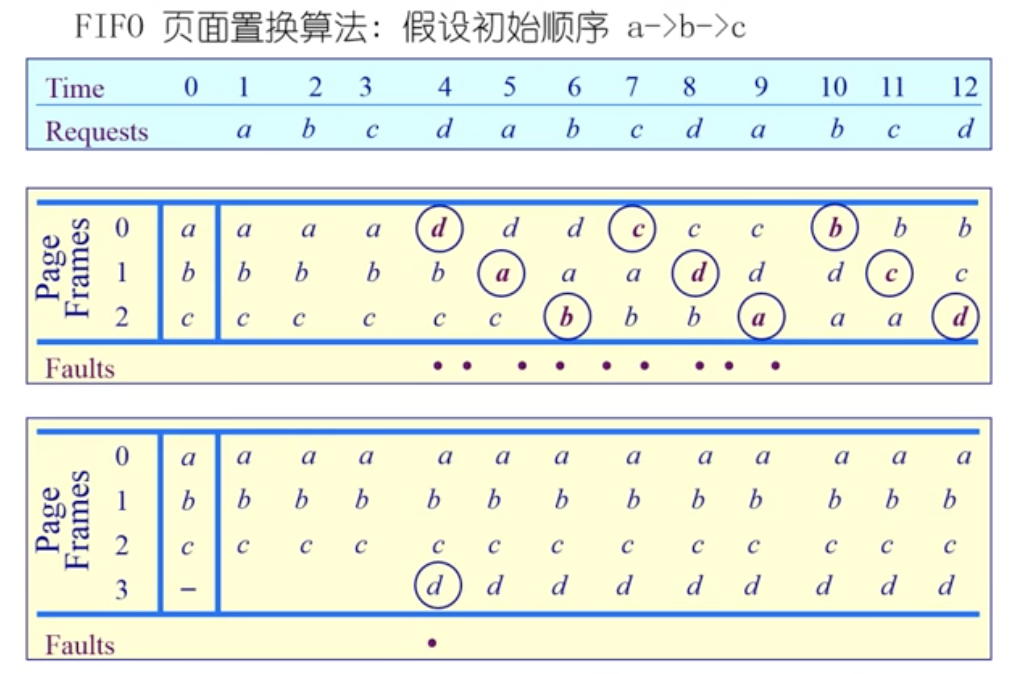 FIFO 页面置换算法：假设初始顺序 a->b->c
Time 0 1 2 3 4 5 6 7 8 9 10 11 12
Requests a b c d a b c d a b c d
Page Frames
0 a a a a d d d c c c b b b
1 b b b b b a a a d d d c c
2 c c c c c c b b b a a a d
Faults • • • • • • • • •
Page Frames
0 a a a a a a a a a a a a a
1 b b b b b b b b b b b b b
2 c c c c c c c c c c c c c
3 – d d d d d d d d d
Faults •